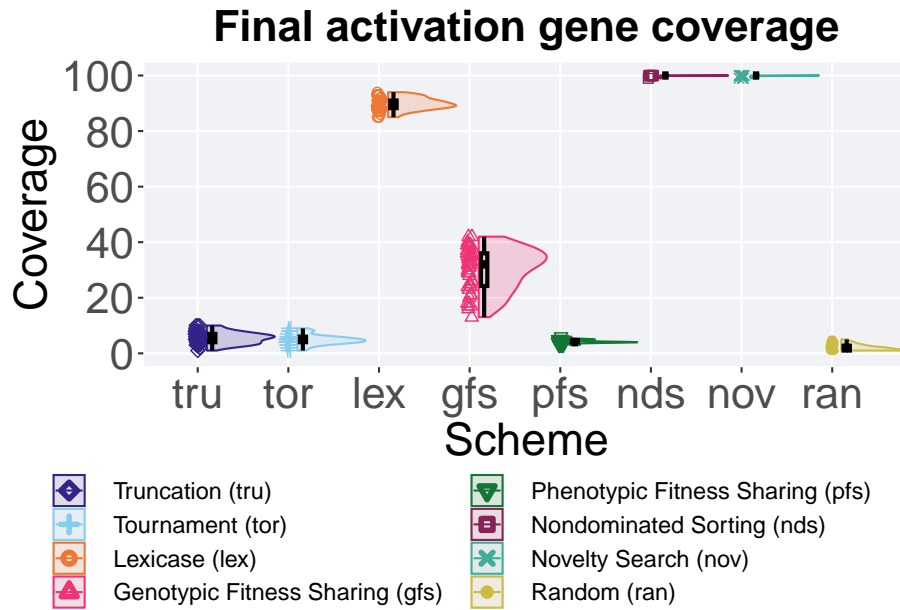 Final activation gene coverage
Coverage
100
80
60
40
20
0
tru tor lex gfs pfs nds nov ran
Scheme
Truncation (tru)
Tournament (tor)
Lexicase (lex)
Genotypic Fitness Sharing (gfs)
Phenotypic Fitness Sharing (pfs)
Nondominated Sorting (nds)
Novelty Search (nov)
Random (ran)